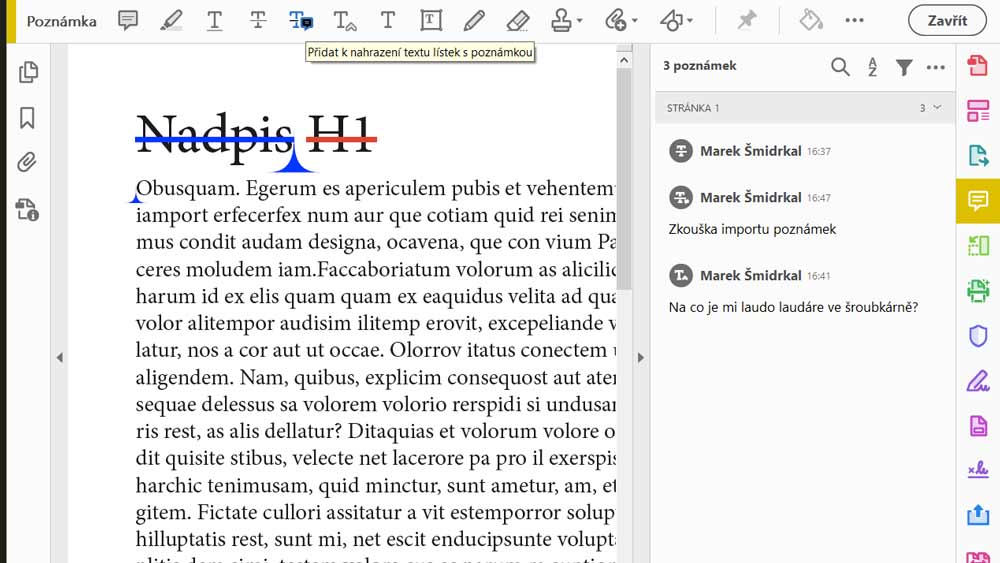 Poznámka
Zavřít
Přidat k nahrazení textu lístek s poznámkou
Nadpis H1
Obusquam. Egerum es apericulem pubis et vehentem
iamport erfecerfex num aur que cotiam quid rei senin
mus condit audam designa, ocavena, que con vium Pa
ceres moludem iam.Faccaboriatum volorum as alicilic
harum id ex elis quam quam ex eaquidus velita ad qua
volor alitempor audisim ilitemp erovit, excepeliande v
latur, nos a cor aut ut occae. Olorrov itatus conectem
aligendem. Nam, quibus, explicim consequost aut ate
sequae delessus sa volorem volorio rerspidi si undusa
ris rest, as alis dellatur? Ditaquias et volorum volore o
dit quisite stibus, velecte net lacerore pa pro il exerspis
harchic tenimusam, quid minctur, sunt ametur, am, et
gitem. Fictate cullori assitatur a vit estemporror solup
hilluptatis rest, sunt mi, net escit enducipsunte volupt
3 poznámek
STRÁNKA 1 3
Marek Šmidrkal 16:37
Marek Šmidrkal 16:47
Zkouška importu poznámek
Marek Šmidrkal 16:41
Na co je mi laudo laudáre ve šroubkárně?